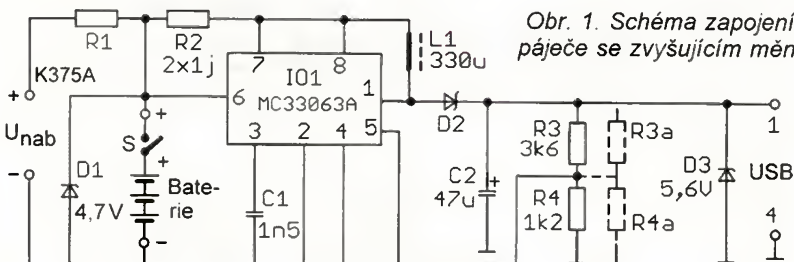 Obr. 1. Schéma zapojení
páječe se zvyšujícím měn
R1
R2
2x1j
L1
330u
K375A
+
Unab
-
7
8
IO1
MC33063A
6
1
3
2
4
5
D2
+
S
+
D1
4,7V
Bate-
rie
-
C1
1n5
C2
47u
+
R3
3k6
R3a
R4
1k2
R4a
D3
5,6V
1
USB
4